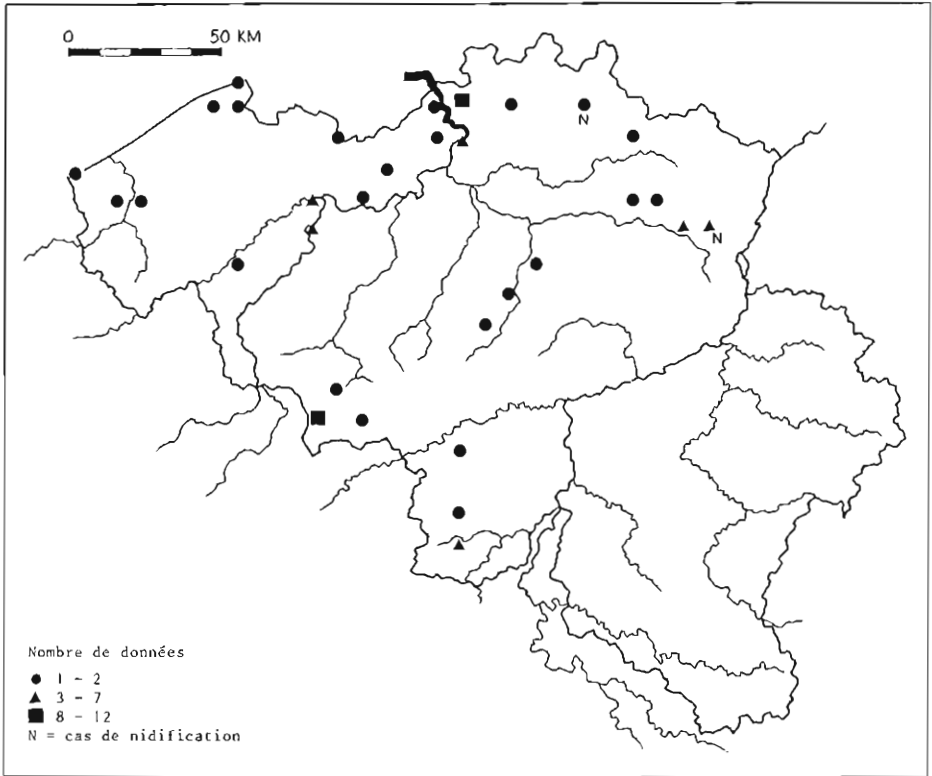 0 50 KM
N
N
Nombre de données
1 - 2
3 - 7
8 - 12
N = cas de nidification